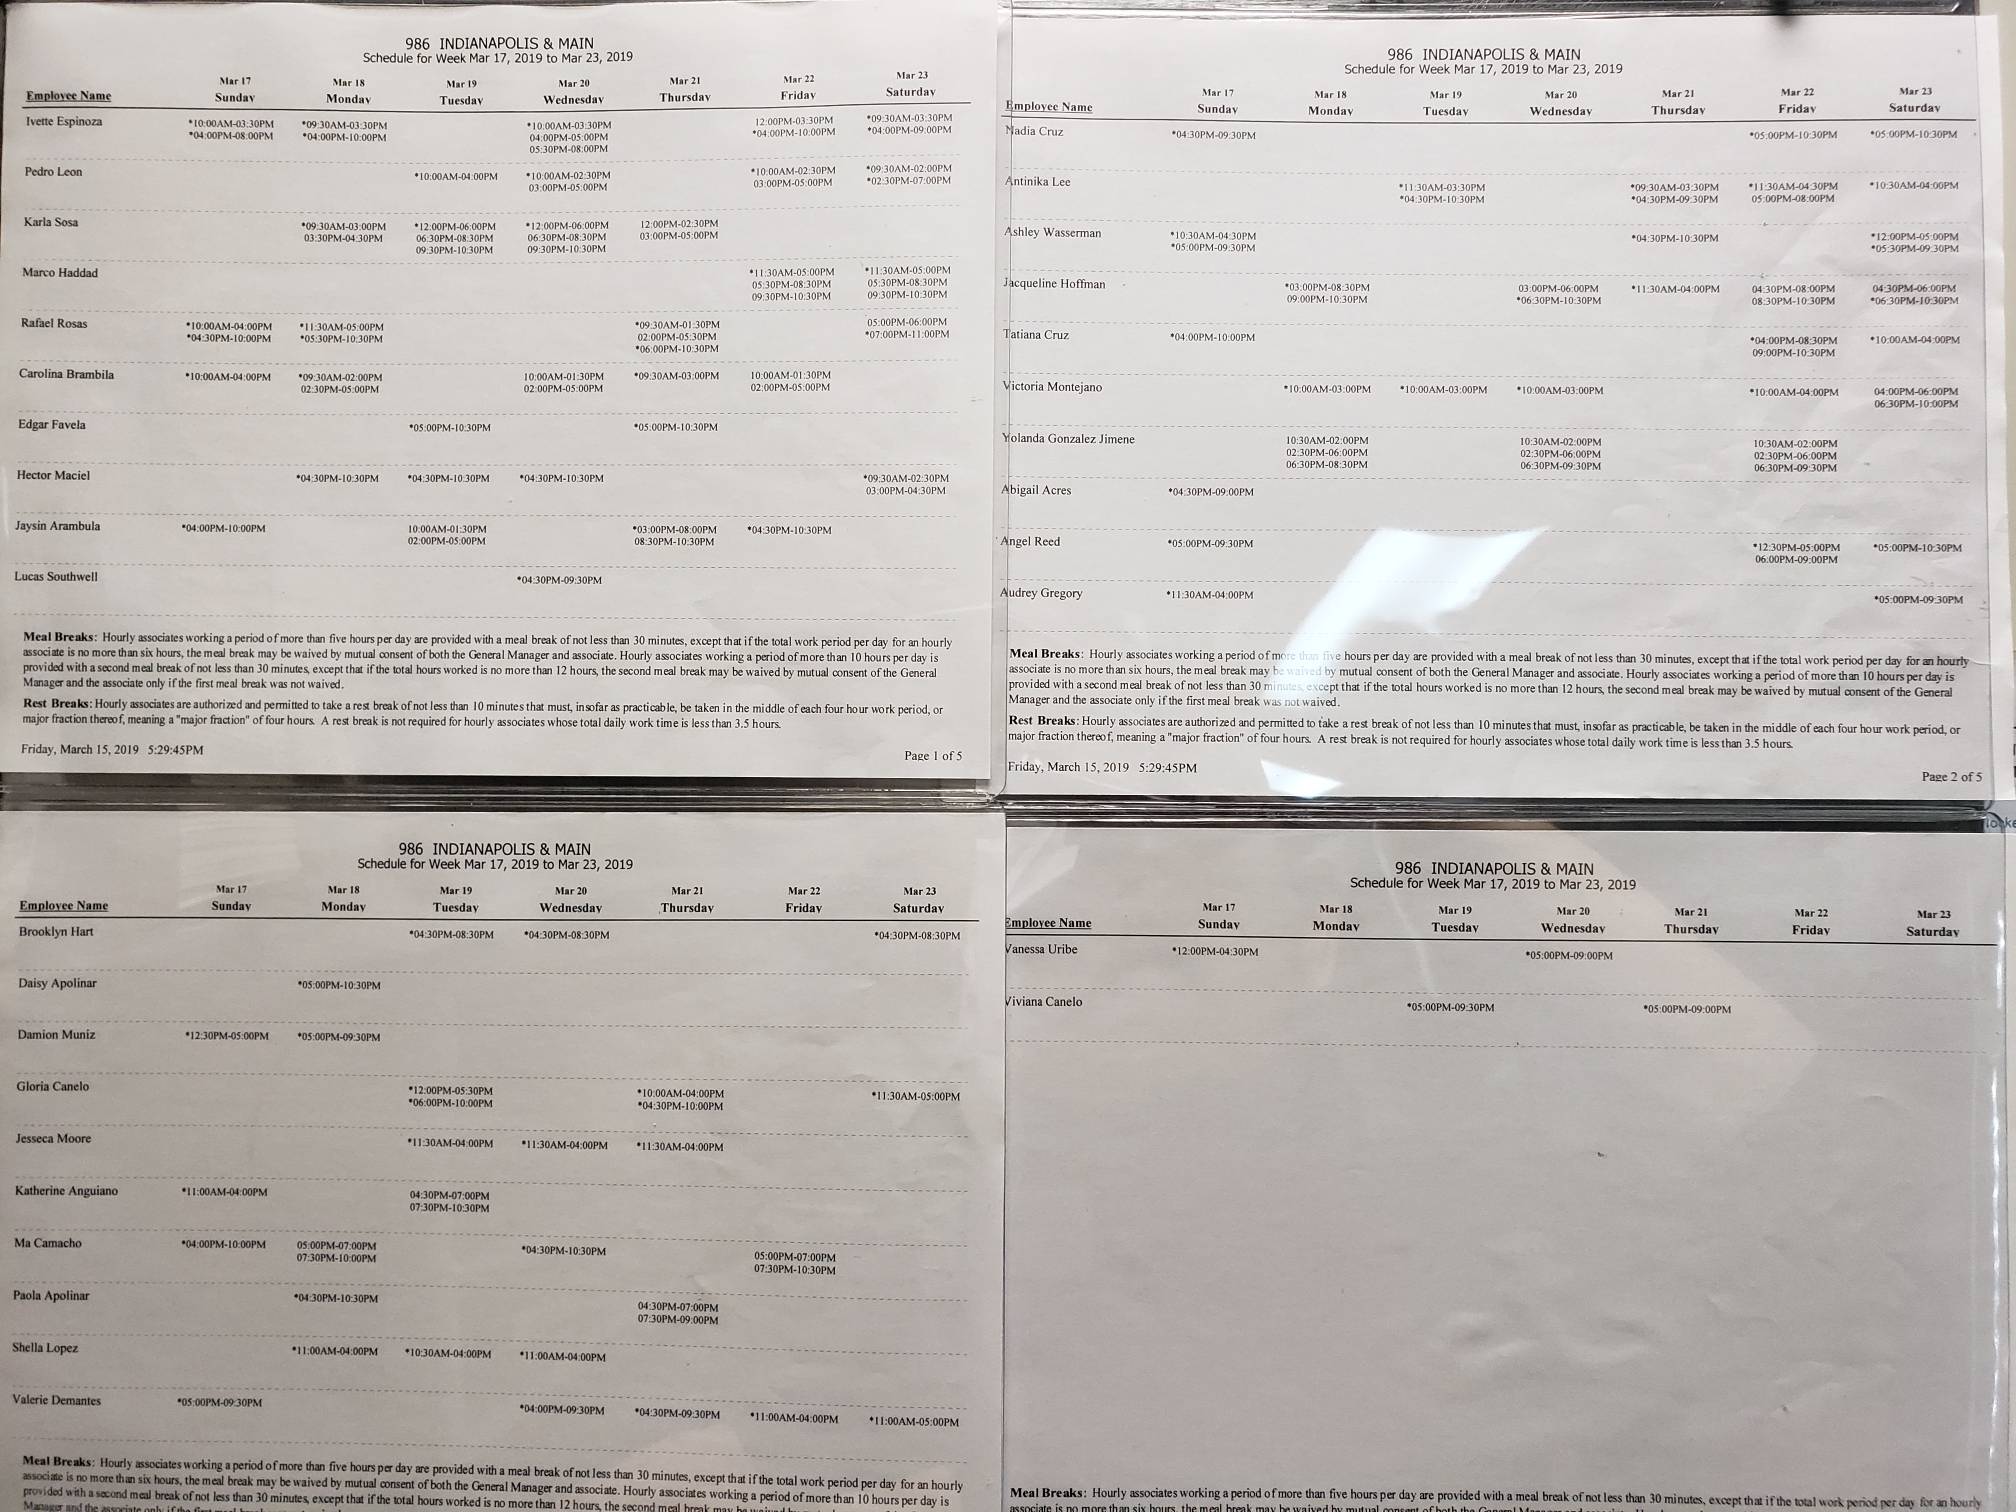 986 INDIANAPOLIS & MAIN
Schedule for Week Mar 17, 2019 to Mar 23, 2019
Mar 17 Mar 18 Mar 19 Mar 20 Mar 21 Mar 22 Mar 23
Employee Name Sunday Monday Tuesday Wednesday Thursday Friday Saturday
Ivette Espinoza *10:00AM-03:30PM *09:30AM-03:30PM *10:00AM-03:30PM 12:00PM-03:30PM *09:30AM-03:30PM
*04:00PM-08:00PM *04:00PM-10:00PM 04:00PM-05:00PM *04:00PM-10:00PM *04:00PM-09:00PM
05:30PM-08:00PM
Pedro Leon *10:00AM-04:00PM *10:00AM-02:30PM *10:00AM-02:30PM *09:30AM-02:00PM
03:00PM-05:00PM 03:00PM-05:00PM *02:30PM-07:00PM
Karla Sosa *09:30AM-03:00PM *12:00PM-06:00PM *12:00PM-06:00PM 12:00PM-02:30PM
03:30PM-04:30PM 06:30PM-08:30PM 06:30PM-08:30PM 03:00PM-05:00PM
09:30PM-10:30PM 09:30PM-10:30PM
Marco Haddad *11:30AM-05:00PM *11:30AM-05:00PM
05:30PM-08:30PM 05:30PM-08:30PM
09:30PM-10:30PM 09:30PM-10:30PM
Rafael Rosas *10:00AM-04:00PM *11:30AM-05:00PM *09:30AM-01:30PM 05:00PM-06:00PM
*04:30PM-10:00PM *05:30PM-10:30PM 02:00PM-05:30PM *07:00PM-11:00PM
*06:00PM-10:30PM
Carolina Brambila *10:00AM-04:00PM *09:30AM-02:00PM 10:00AM-01:30PM *09:30AM-03:00PM 10:00AM-01:30PM
02:30PM-05:00PM 02:00PM-05:00PM 02:00PM-05:00PM
Edgar Favela *05:00PM-10:30PM *05:00PM-10:30PM
Hector Maciel *04:30PM-10:30PM *04:30PM-10:30PM *04:30PM-10:30PM *09:30AM-02:30PM
03:00PM-04:30PM
Jaysin Arambula *04:00PM-10:00PM 10:00AM-01:30PM *03:00PM-08:00PM *04:30PM-10:30PM
02:00PM-05:00PM 08:30PM-10:30PM
Lucas Southwell *04:30PM-09:30PM
Meal Breaks: Hourly associates working a period of more than five hours per day are provided with a meal break of not less than 30 minutes, except that if the total work period per day for an hourly
associate is no more than six hours, the meal break may be waived by mutual consent of both the General Manager and associate. Hourly associates working a period of more than 10 hours per day is
provided with a second meal break of not less than 30 minutes, except that if the total hours worked is no more than 12 hours, the second meal break may be waived by mutual consent of the General
Manager and the associate only if the first meal break was not waived.
Rest Breaks: Hourly associates are authorized and permitted to take a rest break of not less than 10 minutes that must, insofar as practicable, be taken in the middle of each four hour work period, or
major fraction thereof, meaning a "major fraction" of four hours. A rest break is not required for hourly associates whose total daily work time is less than 3.5 hours.
Friday, March 15, 2019 5:29:45PM
Page 1 of 5
986 INDIANAPOLIS & MAIN
Schedule for Week Mar 17, 2019 to Mar 23, 2019
Mar 17 Mar 18 Mar 19 Mar 20 Mar 21 Mar 22 Mar 23
Employee Name Sunday Monday Tuesday Wednesday Thursday Friday Saturday
Nadia Cruz *04:30PM-09:30PM *05:00PM-10:30PM *05:00PM-10:30PM
Antinika Lee *11:30AM-03:30PM *09:30AM-03:30PM *11:30AM-04:30PM *10:30AM-04:00PM
*04:30PM-10:30PM *04:30PM-09:30PM 05:00PM-08:00PM
Ashley Wasserman *10:30AM-04:30PM *04:30PM-10:30PM *12:00PM-05:00PM
*05:00PM-09:30PM *05:30PM-09:30PM
Jacqueline Hoffman *03:00PM-08:30PM 03:00PM-06:00PM *11:30AM-04:00PM 04:30PM-08:00PM 04:30PM-06:00PM
09:00PM-10:30PM *06:30PM-10:30PM 08:30PM-10:30PM *06:30PM-10:30PM
Tatiana Cruz *04:00PM-10:00PM *04:00PM-08:30PM *10:00AM-04:00PM
09:00PM-10:30PM
Victoria Montejano *10:00AM-03:00PM *10:00AM-03:00PM *10:00AM-03:00PM *10:00AM-04:00PM 04:00PM-06:00PM
06:30PM-10:00PM
Yolanda Gonzalez Jimene 10:30AM-02:00PM 10:30AM-02:00PM 10:30AM-02:00PM
02:30PM-06:00PM 02:30PM-06:00PM 02:30PM-06:00PM
06:30PM-08:30PM 06:30PM-09:30PM 06:30PM-09:30PM
Abigail Acres *04:30PM-09:00PM
Angel Reed *05:00PM-09:30PM *12:30PM-05:00PM *05:00PM-10:30PM
06:00PM-09:00PM
Audrey Gregory *11:30AM-04:00PM *05:00PM-09:30PM
Meal Breaks: Hourly associates working a period of more than five hours per day are provided with a meal break of not less than 30 minutes, except that if the total work period per day for an hourly
associate is no more than six hours, the meal break may be waived by mutual consent of both the General Manager and associate. Hourly associates working a period of more than 10 hours per day is
provided with a second meal break of not less than 30 minutes, except that if the total hours worked is no more than 12 hours, the second meal break may be waived by mutual consent of the General
Manager and the associate only if the first meal break was not waived.
Rest Breaks: Hourly associates are authorized and permitted to take a rest break of not less than 10 minutes that must, insofar as practicable, be taken in the middle of each four hour work period, or
major fraction thereof, meaning a "major fraction" of four hours. A rest break is not required for hourly associates whose total daily work time is less than 3.5 hours.
Friday, March 15, 2019 5:29:45PM
Page 2 of 5
986 INDIANAPOLIS & MAIN
Schedule for Week Mar 17, 2019 to Mar 23, 2019
Mar 17 Mar 18 Mar 19 Mar 20 Mar 21 Mar 22 Mar 23
Employee Name Sunday Monday Tuesday Wednesday Thursday Friday Saturday
Brooklyn Hart *04:30PM-08:30PM *04:30PM-08:30PM *04:30PM-08:30PM
Daisy Apolinar *05:00PM-10:30PM
Damion Muniz *12:30PM-05:00PM *05:00PM-09:30PM
Gloria Canelo *12:00PM-05:30PM *10:00AM-04:00PM *11:30AM-05:00PM
*06:00PM-10:00PM *04:30PM-10:00PM
Jesseca Moore *11:30AM-04:00PM *11:30AM-04:00PM *11:30AM-04:00PM
Katherine Anguiano *11:00AM-04:00PM 04:30PM-07:00PM
07:30PM-10:30PM
Ma Camacho *04:00PM-10:00PM 05:00PM-07:00PM *04:30PM-10:30PM 05:00PM-07:00PM
07:30PM-10:00PM 07:30PM-10:30PM
Paola Apolinar *04:30PM-10:30PM 04:30PM-07:00PM
07:30PM-09:00PM
Shella Lopez *11:00AM-04:00PM *10:30AM-04:00PM *11:00AM-04:00PM
Valerie Demantes *05:00PM-09:30PM *04:00PM-09:30PM *04:30PM-09:30PM *11:00AM-04:00PM *11:00AM-05:00PM
Meal Breaks: Hourly associates working a period of more than five hours per day are provided with a meal break of not less than 30 minutes, except that if the total work period per day for an hourly
associate is no more than six hours, the meal break may be waived by mutual consent of both the General Manager and associate. Hourly associates working a period of more than 10 hours per day is
provided with a second meal break of not less than 30 minutes, except that if the total hours worked is no more than 12 hours, the second meal break may be waived by mutual consent of the General
Manager and the associate only if the first
986 INDIANAPOLIS & MAIN
Schedule for Week Mar 17, 2019 to Mar 23, 2019
Mar 17 Mar 18 Mar 19 Mar 20 Mar 21 Mar 22 Mar 23
Employee Name Sunday Monday Tuesday Wednesday Thursday Friday Saturday
Vanessa Uribe *12:00PM-04:30PM *05:00PM-09:00PM
Viviana Canelo *05:00PM-09:30PM *05:00PM-09:00PM
Meal Breaks: Hourly associates working a period of more than five hours per day are provided with a meal break of not less than 30 minutes, except that if the total work period per day for an hourly
associate is no more than six hours, the meal break may be waived by mutual consent of both the General